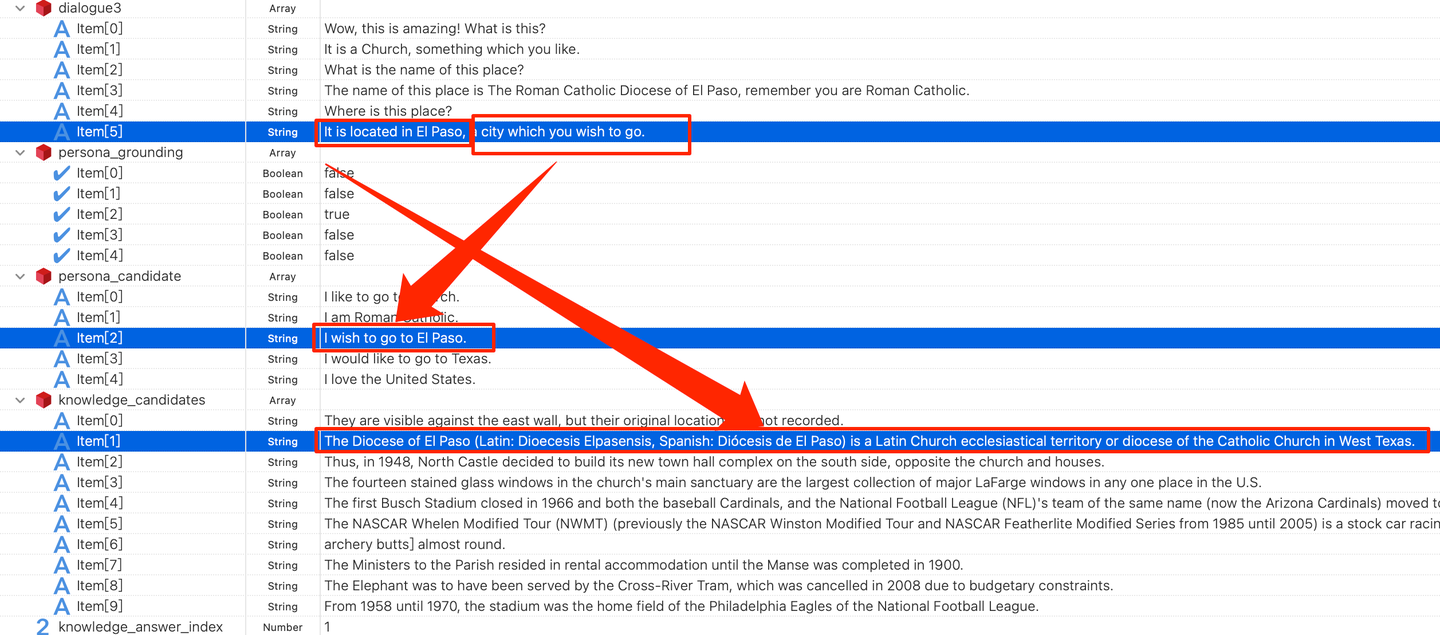 dialogue3 Array
Item[0] String Wow, this is amazing! What is this?
Item[1] String It is a Church, something which you like.
Item[2] String What is the name of this place?
Item[3] String The name of this place is The Roman Catholic Diocese of El Paso, remember you are Roman Catholic.
Item[4] String Where is this place?
Item[5] String It is located in El Paso, a city which you wish to go.
persona_grounding Array
Item[0] Boolean false
Item[1] Boolean false
Item[2] Boolean true
Item[3] Boolean false
Item[4] Boolean false
persona_candidate Array
Item[0] String I like to go to ch.
Item[1] String I am Roman Catholic.
Item[2] String I wish to go to El Paso.
Item[3] String I would like to go to Texas.
Item[4] String I love the United States.
knowledge_candidates Array
Item[0] String They are visible against the east wall, but their original location not recorded.
Item[1] String The Diocese of El Paso (Latin: Dioecesis Elpasensis, Spanish: Diócesis de El Paso) is a Latin Church ecclesiastical territory or diocese of the Catholic Church in West Texas.
Item[2] String Thus, in 1948, North Castle decided to build its new town hall complex on the south side, opposite the church and houses.
Item[3] String The fourteen stained glass windows in the church's main sanctuary are the largest collection of major LaFarge windows in any one place in the U.S.
Item[4] String The first Busch Stadium closed in 1966 and both the baseball Cardinals, and the National Football League (NFL)'s team of the same name (now the Arizona Cardinals) moved to
Item[5] String The NASCAR Whelen Modified Tour (NWMT) (previously the NASCAR Winston Modified Tour and NASCAR Featherlite Modified Series from 1985 until 2005) is a stock car racin
Item[6] String archery butts] almost round.
Item[7] String The Ministers to the Parish resided in rental accommodation until the Manse was completed in 1900.
Item[8] String The Elephant was to have been served by the Cross-River Tram, which was cancelled in 2008 due to budgetary constraints.
Item[9] String From 1958 until 1970, the stadium was the home field of the Philadelphia Eagles of the National Football League.
knowledge_answer_index Number 1